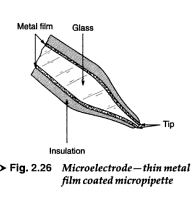 Metal film
Glass
Tip
Insulation
➤ Fig. 2.26 Microelectrode—thin metal
film coated micropipette